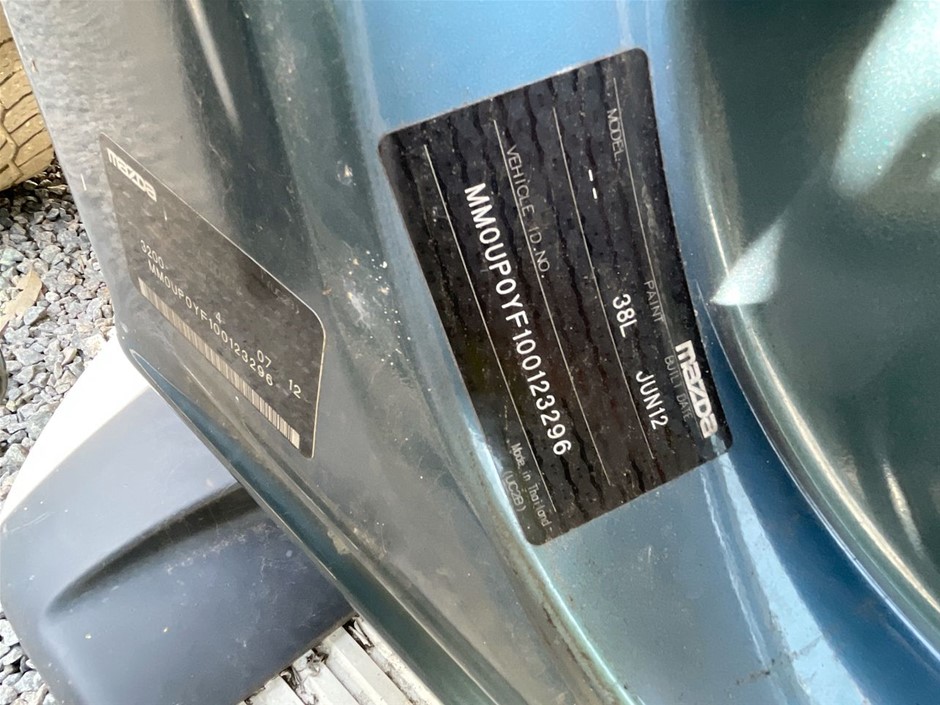 mazda
3200
4 07 12
MM0UP0YF100123296
mazda
BUILT DATE
JUN12
PAINT
38L
MODEL
--
VEHICLE ID NO.
MM0UP0YF100123296
Made in Thailand
(UC2B)